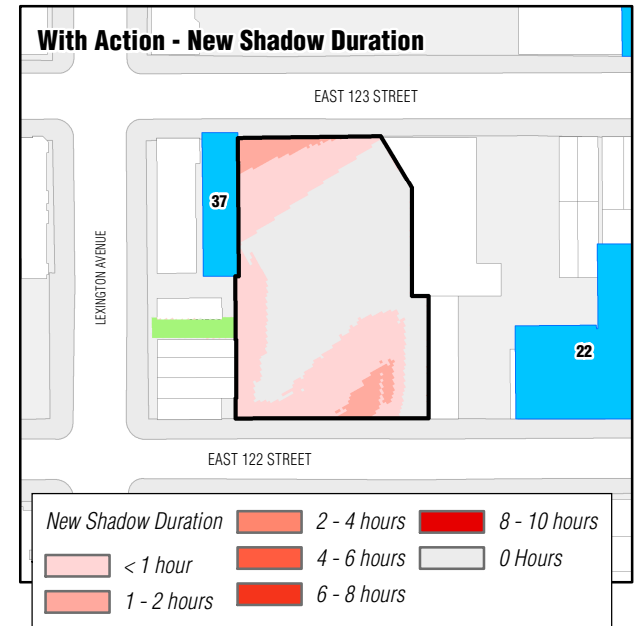 With Action - New Shadow Duration
EAST 123 STREET
37
LEXINGTON AVENUE
22
EAST 122 STREET
New Shadow Duration
< 1 hour
1 - 2 hours
2 - 4 hours
4 - 6 hours
6 - 8 hours
8 - 10 hours
0 Hours